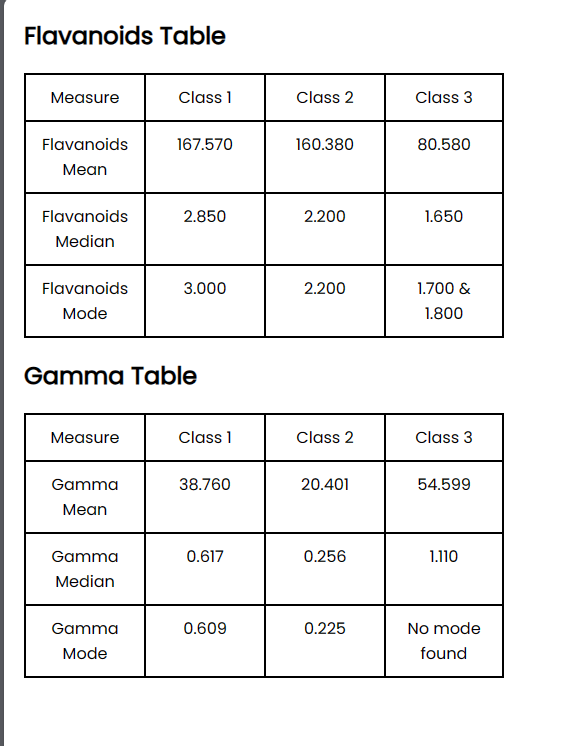 Flavanoids Table
Measure Class 1 Class 2 Class 3
Flavanoids 167.570 160.380 80.580
Mean
Flavanoids 2.850 2.200 1.650
Median
Flavanoids 3.000 2.200 1.700 &
Mode 1.800
Gamma Table
Measure Class 1 Class 2 Class 3
Gamma 38.760 20.401 54.599
Mean
Gamma 0.617 0.256 1.110
Median
Gamma 0.609 0.225 No mode
Mode found